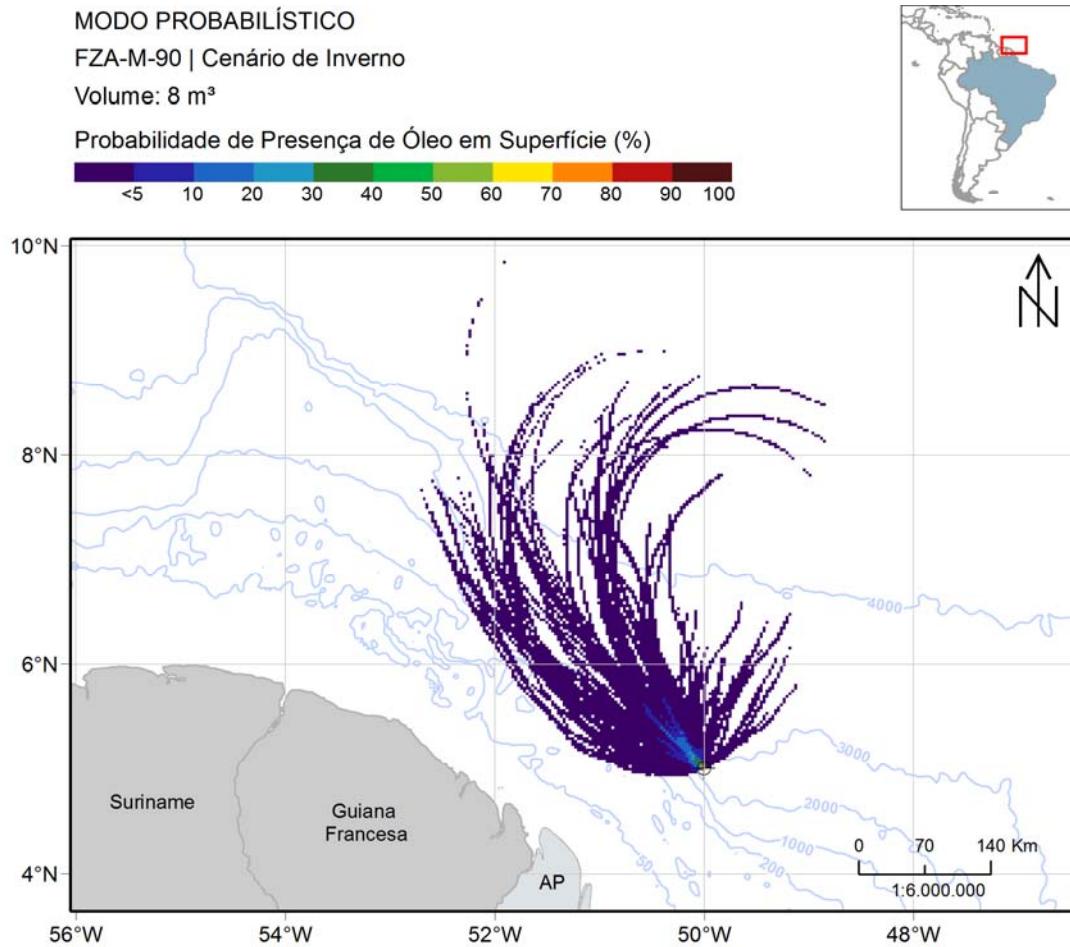 MODO PROBABILÍSTICO
FZA-M-90 | Cenário de Inverno
Volume: 8 m³
Probabilidade de Presença de Óleo em Superfície (%)
<5 10 20 30 40 50 60 70 80 90 100
10°N
8°N
6°N
4°N
N
4000
3000
2000
1000
200
50
Suriname
Guiana
Francesa
AP
0 70 140 Km
1:6.000.000
56°W 54°W 52°W 50°W 48°W